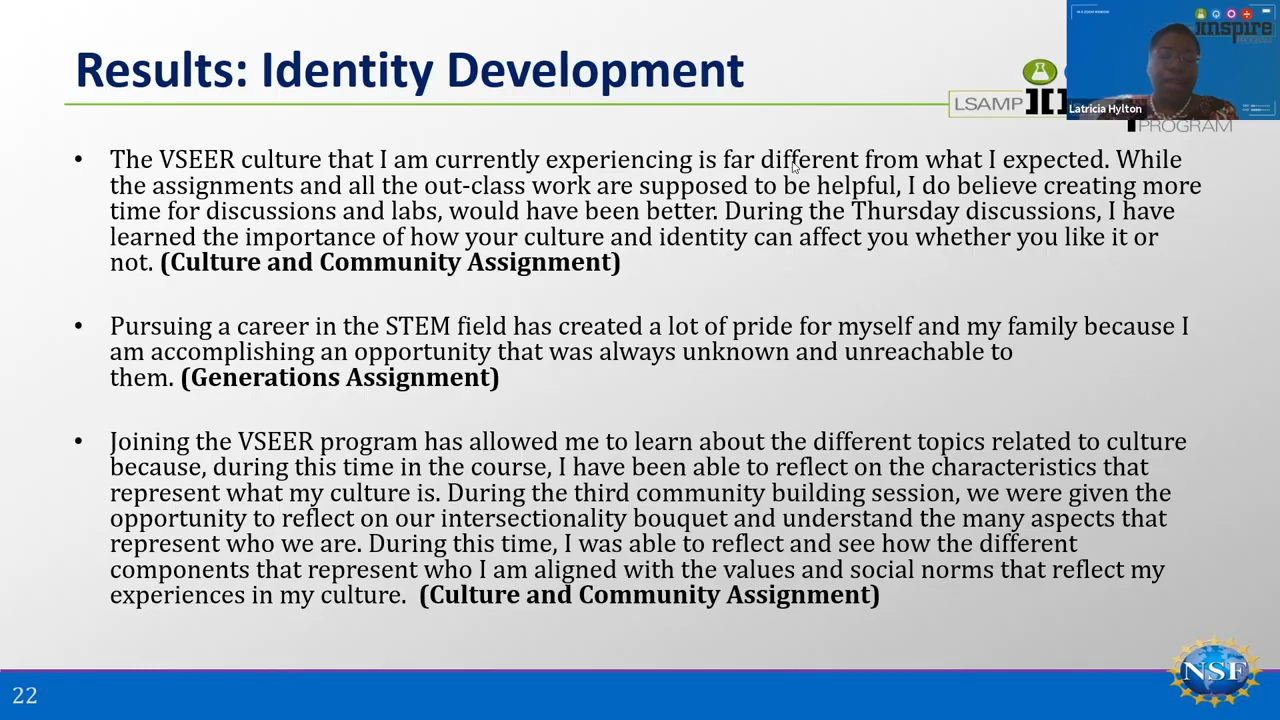 Results: Identity Development
LSAMP
PROGRAM
inspire
Latricia Hylton
• The VSEER culture that I am currently experiencing is far different from what I expected. While
the assignments and all the out-class work are supposed to be helpful, I do believe creating more
time for discussions and labs, would have been better. During the Thursday discussions, I have
learned the importance of how your culture and identity can affect you whether you like it or
not. (Culture and Community Assignment)
• Pursuing a career in the STEM field has created a lot of pride for myself and my family because I
am accomplishing an opportunity that was always unknown and unreachable to
them. (Generations Assignment)
• Joining the VSEER program has allowed me to learn about the different topics related to culture
because, during this time in the course, I have been able to reflect on the characteristics that
represent what my culture is. During the third community building session, we were given the
opportunity to reflect on our intersectionality bouquet and understand the many aspects that
represent who we are. During this time, I was able to reflect and see how the different
components that represent who I am aligned with the values and social norms that reflect my
experiences in my culture. (Culture and Community Assignment)
22
NSF